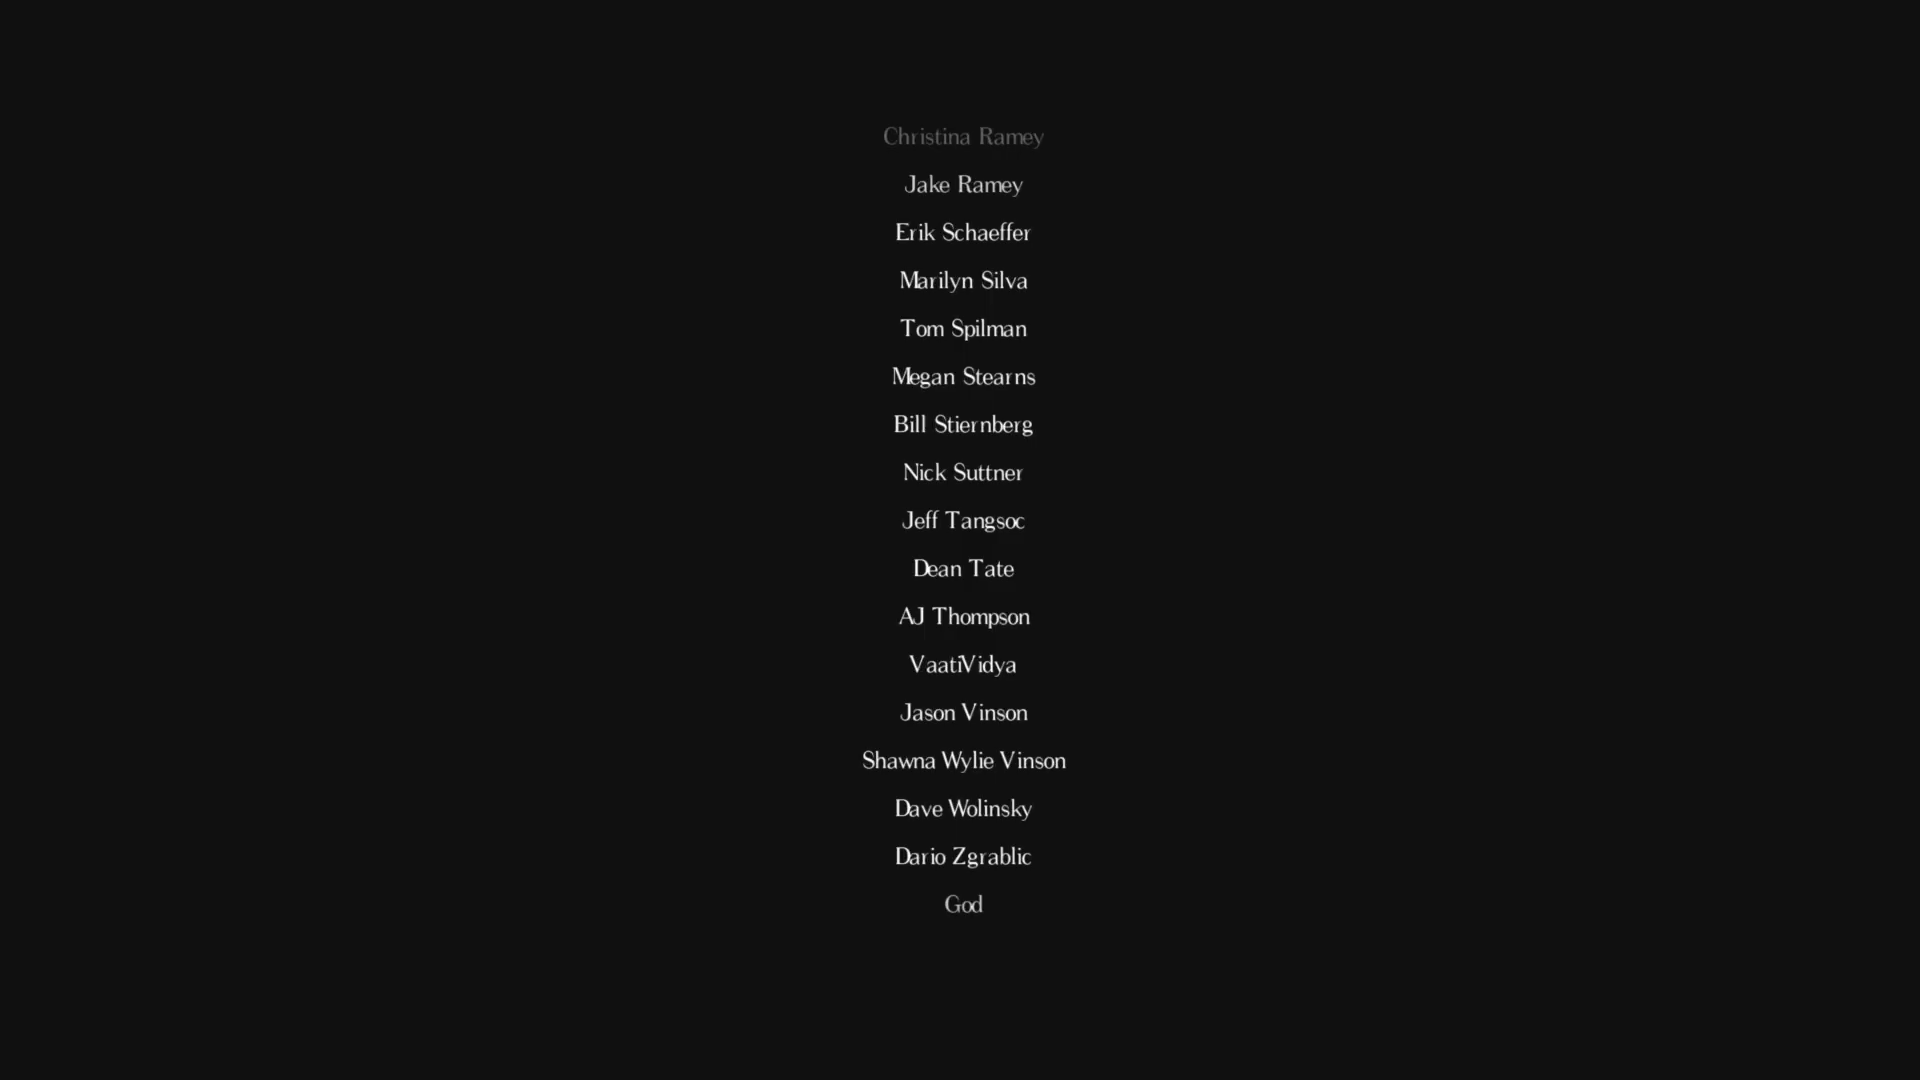 Christina Ramey
Jake Ramey
Erik Schaeffer
Marilyn Silva
Tom Spilman
Megan Stearns
Bill Stiernberg
Nick Suttner
Jeff Tangsoc
Dean Tate
AJ Thompson
VaatiVidya
Jason Vinson
Shawna Wylie Vinson
Dave Wolinsky
Dario Zgrablic
God